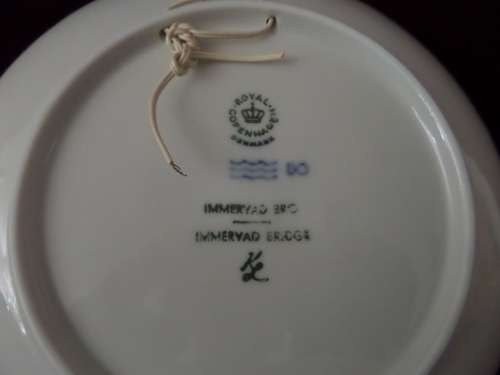 ROYAL
COPENHAGEN
DENMARK
IMMERVAD BRO
IMMERVAD BRIDGE